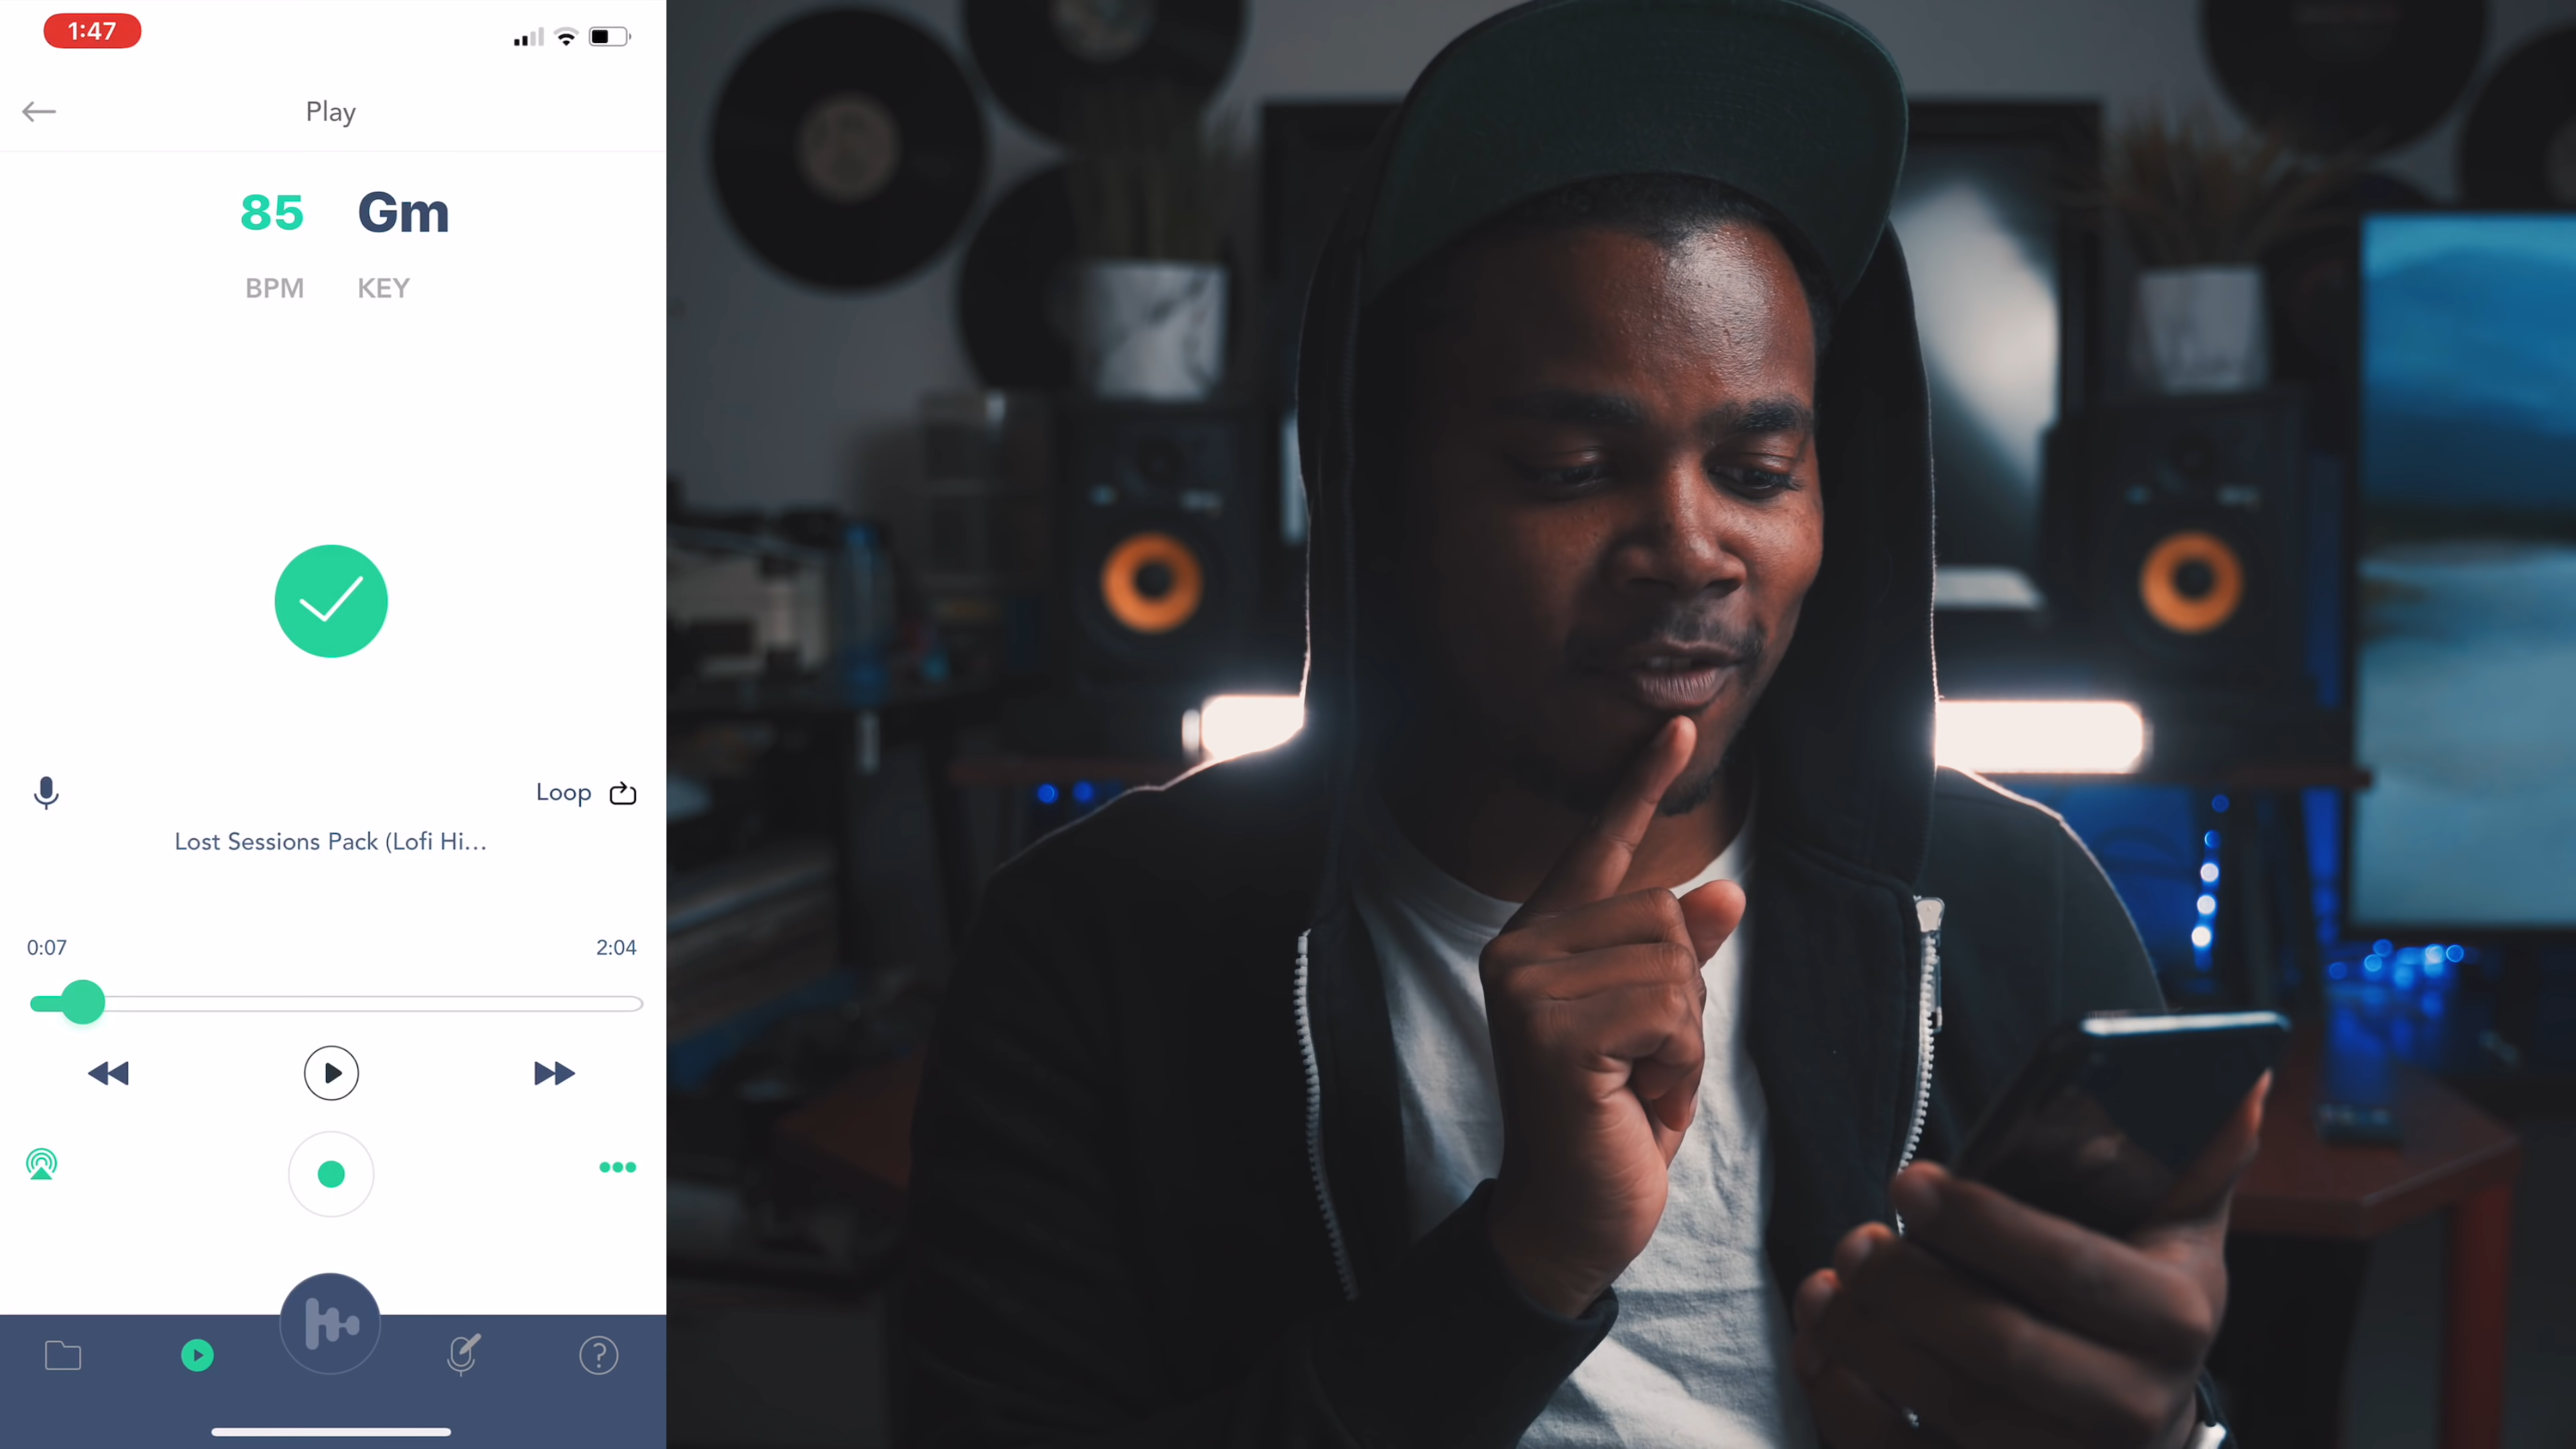 1:47
Play
85 Gm
BPM KEY
Loop
Lost Sessions Pack (Lofi Hi...
0:07 2:04
?